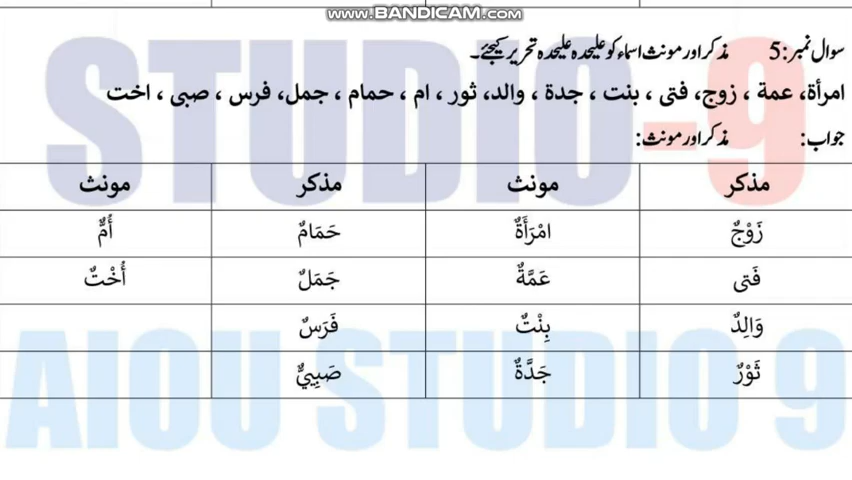 www.BANDICAM.com
سوال نمبر:5 مذکر اور مونث اسماء کو علیحدہ علیحدہ تحریر کیجئے۔
امرأة، عمة ، زوج، فتى ، بنت ، جدة ، والد، ثور ، ام ، حمام ، جمل، فرس ، صبی ، اخت
جواب: مذکر اور مونث:
مذکر مونث مذکر مونث
زَوْجٌ امْرَأَةٌ حَمَامٌ أُمٌّ
فَتى عَمَّةٌ جَمَلٌ أُخْتٌ
وَالِدٌ بِنْتٌ فَرَسٌ
ثَوْرٌ جَدَّةٌ صَبِيٌّ
STUDIO-9
AIOU STUDIO 9